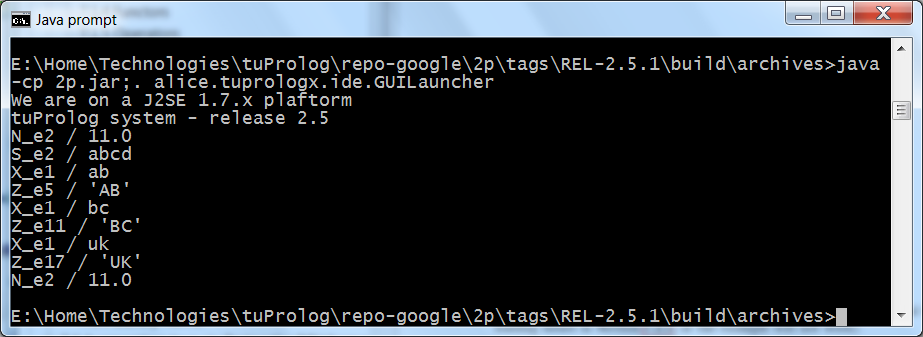 Java prompt
E:\Home\Technologies\tuProlog\repo-google\2p\tags\REL-2.5.1\build\archives>java
-cp 2p.jar;. alice.tuprologx.ide.GUILauncher
We are on a J2SE 1.7.x plaftorm
tuProlog system - release 2.5
N_e2 / 11.0
S_e2 / abcd
X_e1 / ab
Z_e5 / 'AB'
X_e1 / bc
Z_e11 / 'BC'
X_e1 / uk
Z_e17 / 'UK'
N_e2 / 11.0
E:\Home\Technologies\tuProlog\repo-google\2p\tags\REL-2.5.1\build\archives>